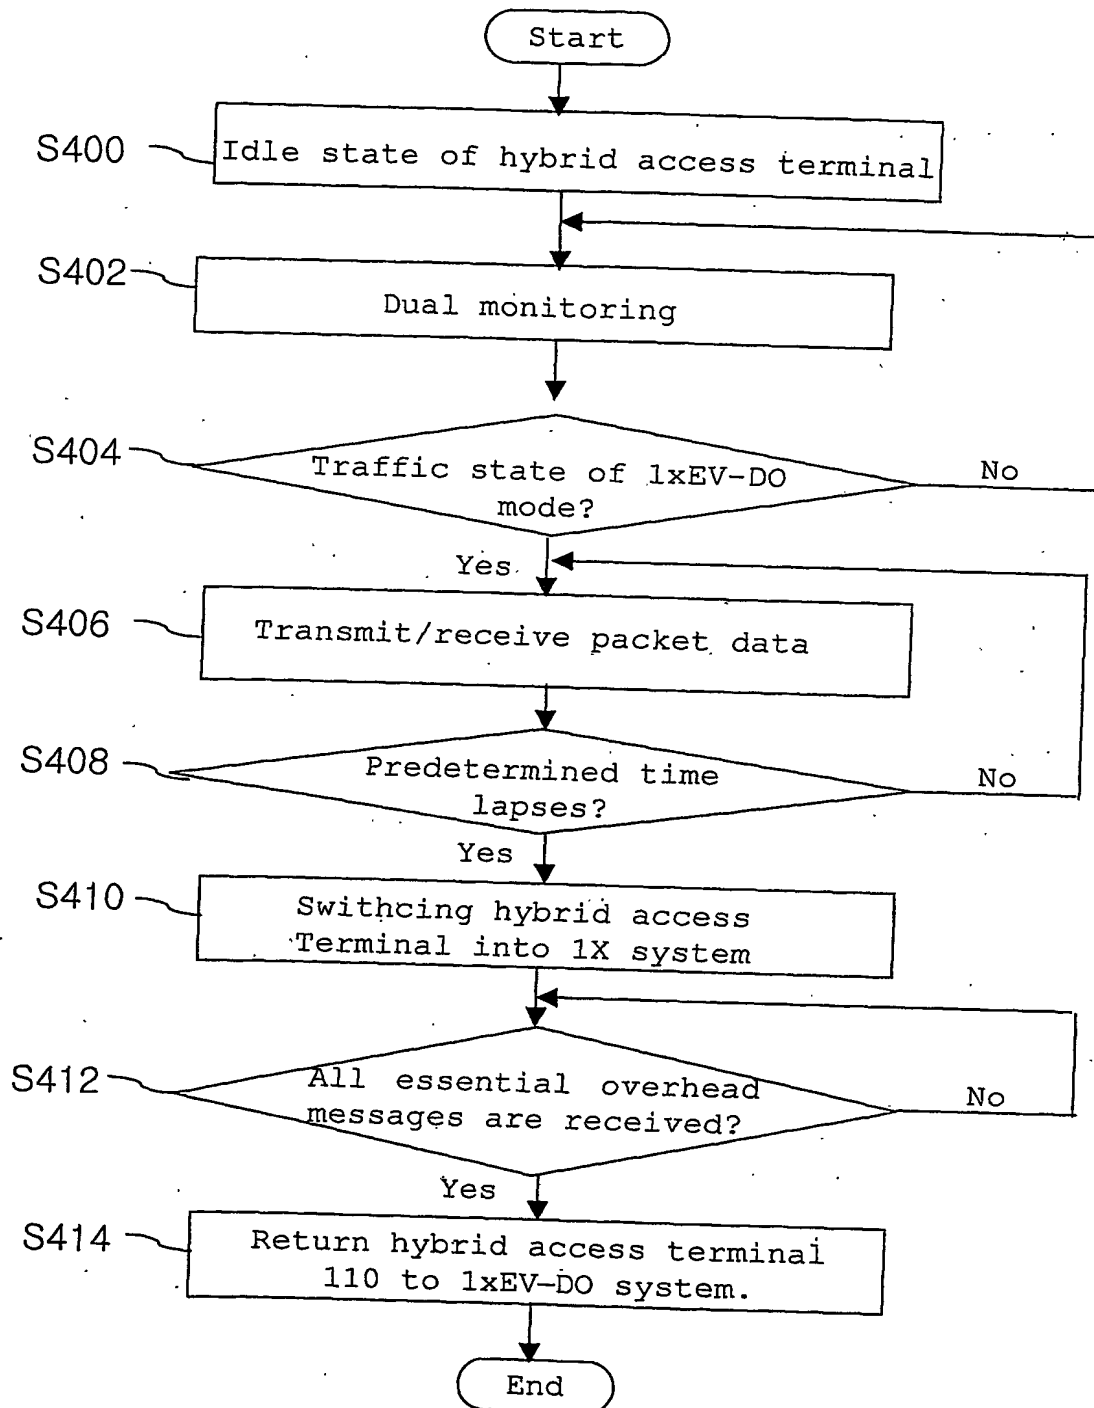 Start
S400
Idle state of hybrid access terminal
S402
Dual monitoring
S404
Traffic state of 1xEV-DO
mode?
No
Yes
S406
Transmit/receive packet data
S408
Predetermined time
lapses?
No
Yes
S410
Swithcing hybrid access
Terminal into 1X system
S412
All essential overhead
messages are received?
No
Yes
S414
Return hybrid access terminal
110 to 1xEV-DO system.
End